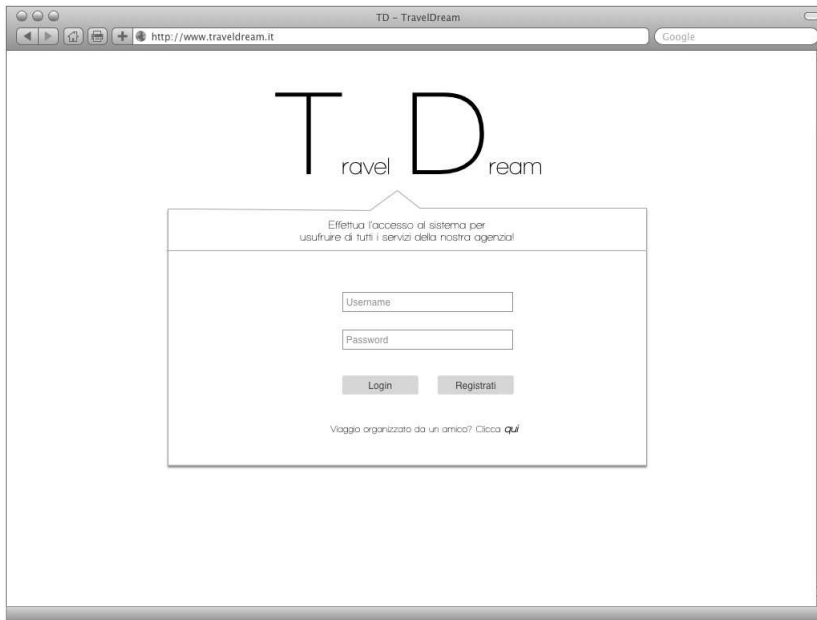 TD - TravelDream
http://www.traveldream.it
Google
Travel Dream
Effettua l'accesso al sistema per
usufruire di tutti i servizi della nostra agenzia!
Username
Password
Login Registrati
Viaggio organizzato da un amico? Clicca qui